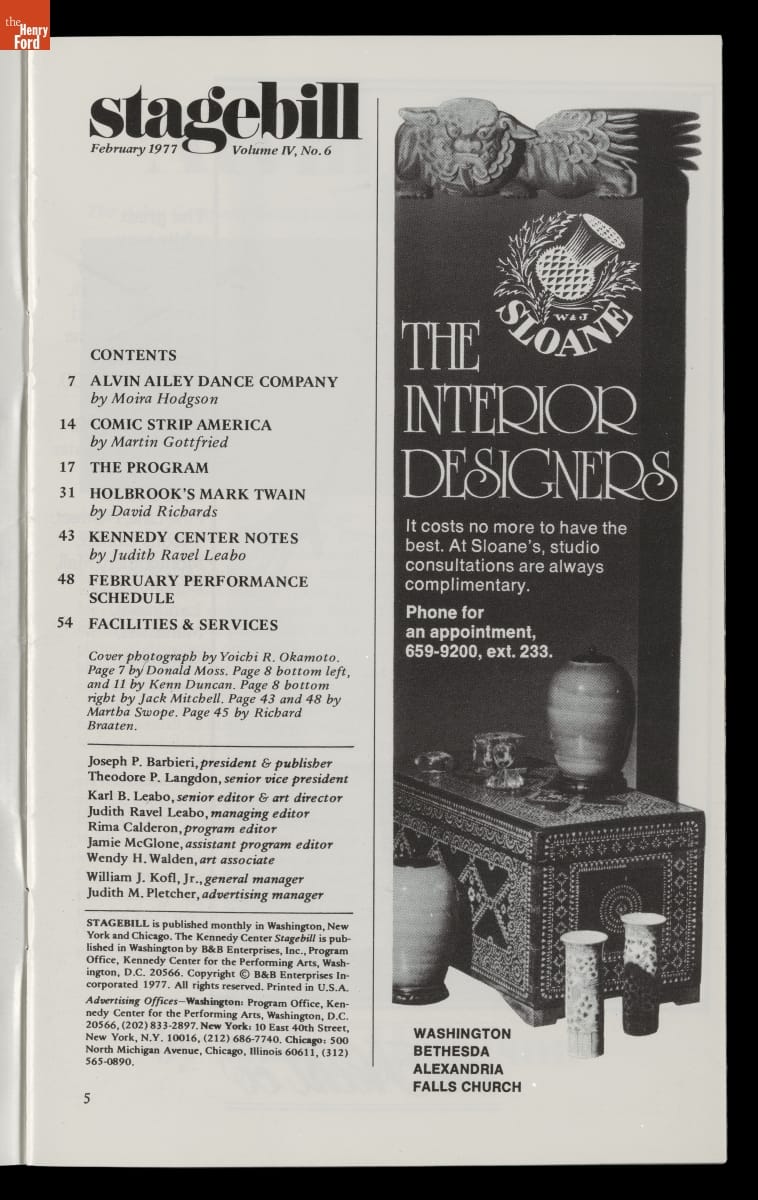 the
Henry
Ford
stagebill
February 1977 Volume IV, No. 6
CONTENTS
7 ALVIN AILEY DANCE COMPANY
by Moira Hodgson
14 COMIC STRIP AMERICA
by Martin Gottfried
17 THE PROGRAM
31 HOLBROOK'S MARK TWAIN
by David Richards
43 KENNEDY CENTER NOTES
by Judith Ravel Leabo
48 FEBRUARY PERFORMANCE
SCHEDULE
54 FACILITIES & SERVICES
Cover photograph by Yoichi R. Okamoto.
Page 7 by Donald Moss. Page 8 bottom left,
and 11 by Kenn Duncan. Page 8 bottom
right by Jack Mitchell. Page 43 and 48 by
Martha Swope. Page 45 by Richard
Braaten.
Joseph P. Barbieri, president & publisher
Theodore P. Langdon, senior vice president
Karl B. Leabo, senior editor & art director
Judith Ravel Leabo, managing editor
Rima Calderon, program editor
Jamie McGlone, assistant program editor
Wendy H. Walden, art associate
William J. Kofl, Jr., general manager
Judith M. Pletcher, advertising manager
STAGEBILL is published monthly in Washington, New
York and Chicago. The Kennedy Center Stagebill is pub-
lished in Washington by B&B Enterprises, Inc., Program
Office, Kennedy Center for the Performing Arts, Wash-
ington, D.C. 20566. Copyright © B&B Enterprises In-
corporated 1977. All rights reserved. Printed in U.S.A.
Advertising Offices—Washington: Program Office, Ken-
nedy Center for the Performing Arts, Washington, D.C.
20566, (202) 833-2897. New York: 10 East 40th Street,
New York, N.Y. 10016, (212) 686-7740. Chicago: 500
North Michigan Avenue, Chicago, Illinois 60611, (312)
565-0890.
5
W & J
SLOANE
THE
INTERIOR
DESIGNERS
It costs no more to have the
best. At Sloane's, studio
consultations are always
complimentary.
Phone for
an appointment,
659-9200, ext. 233.
WASHINGTON
BETHESDA
ALEXANDRIA
FALLS CHURCH